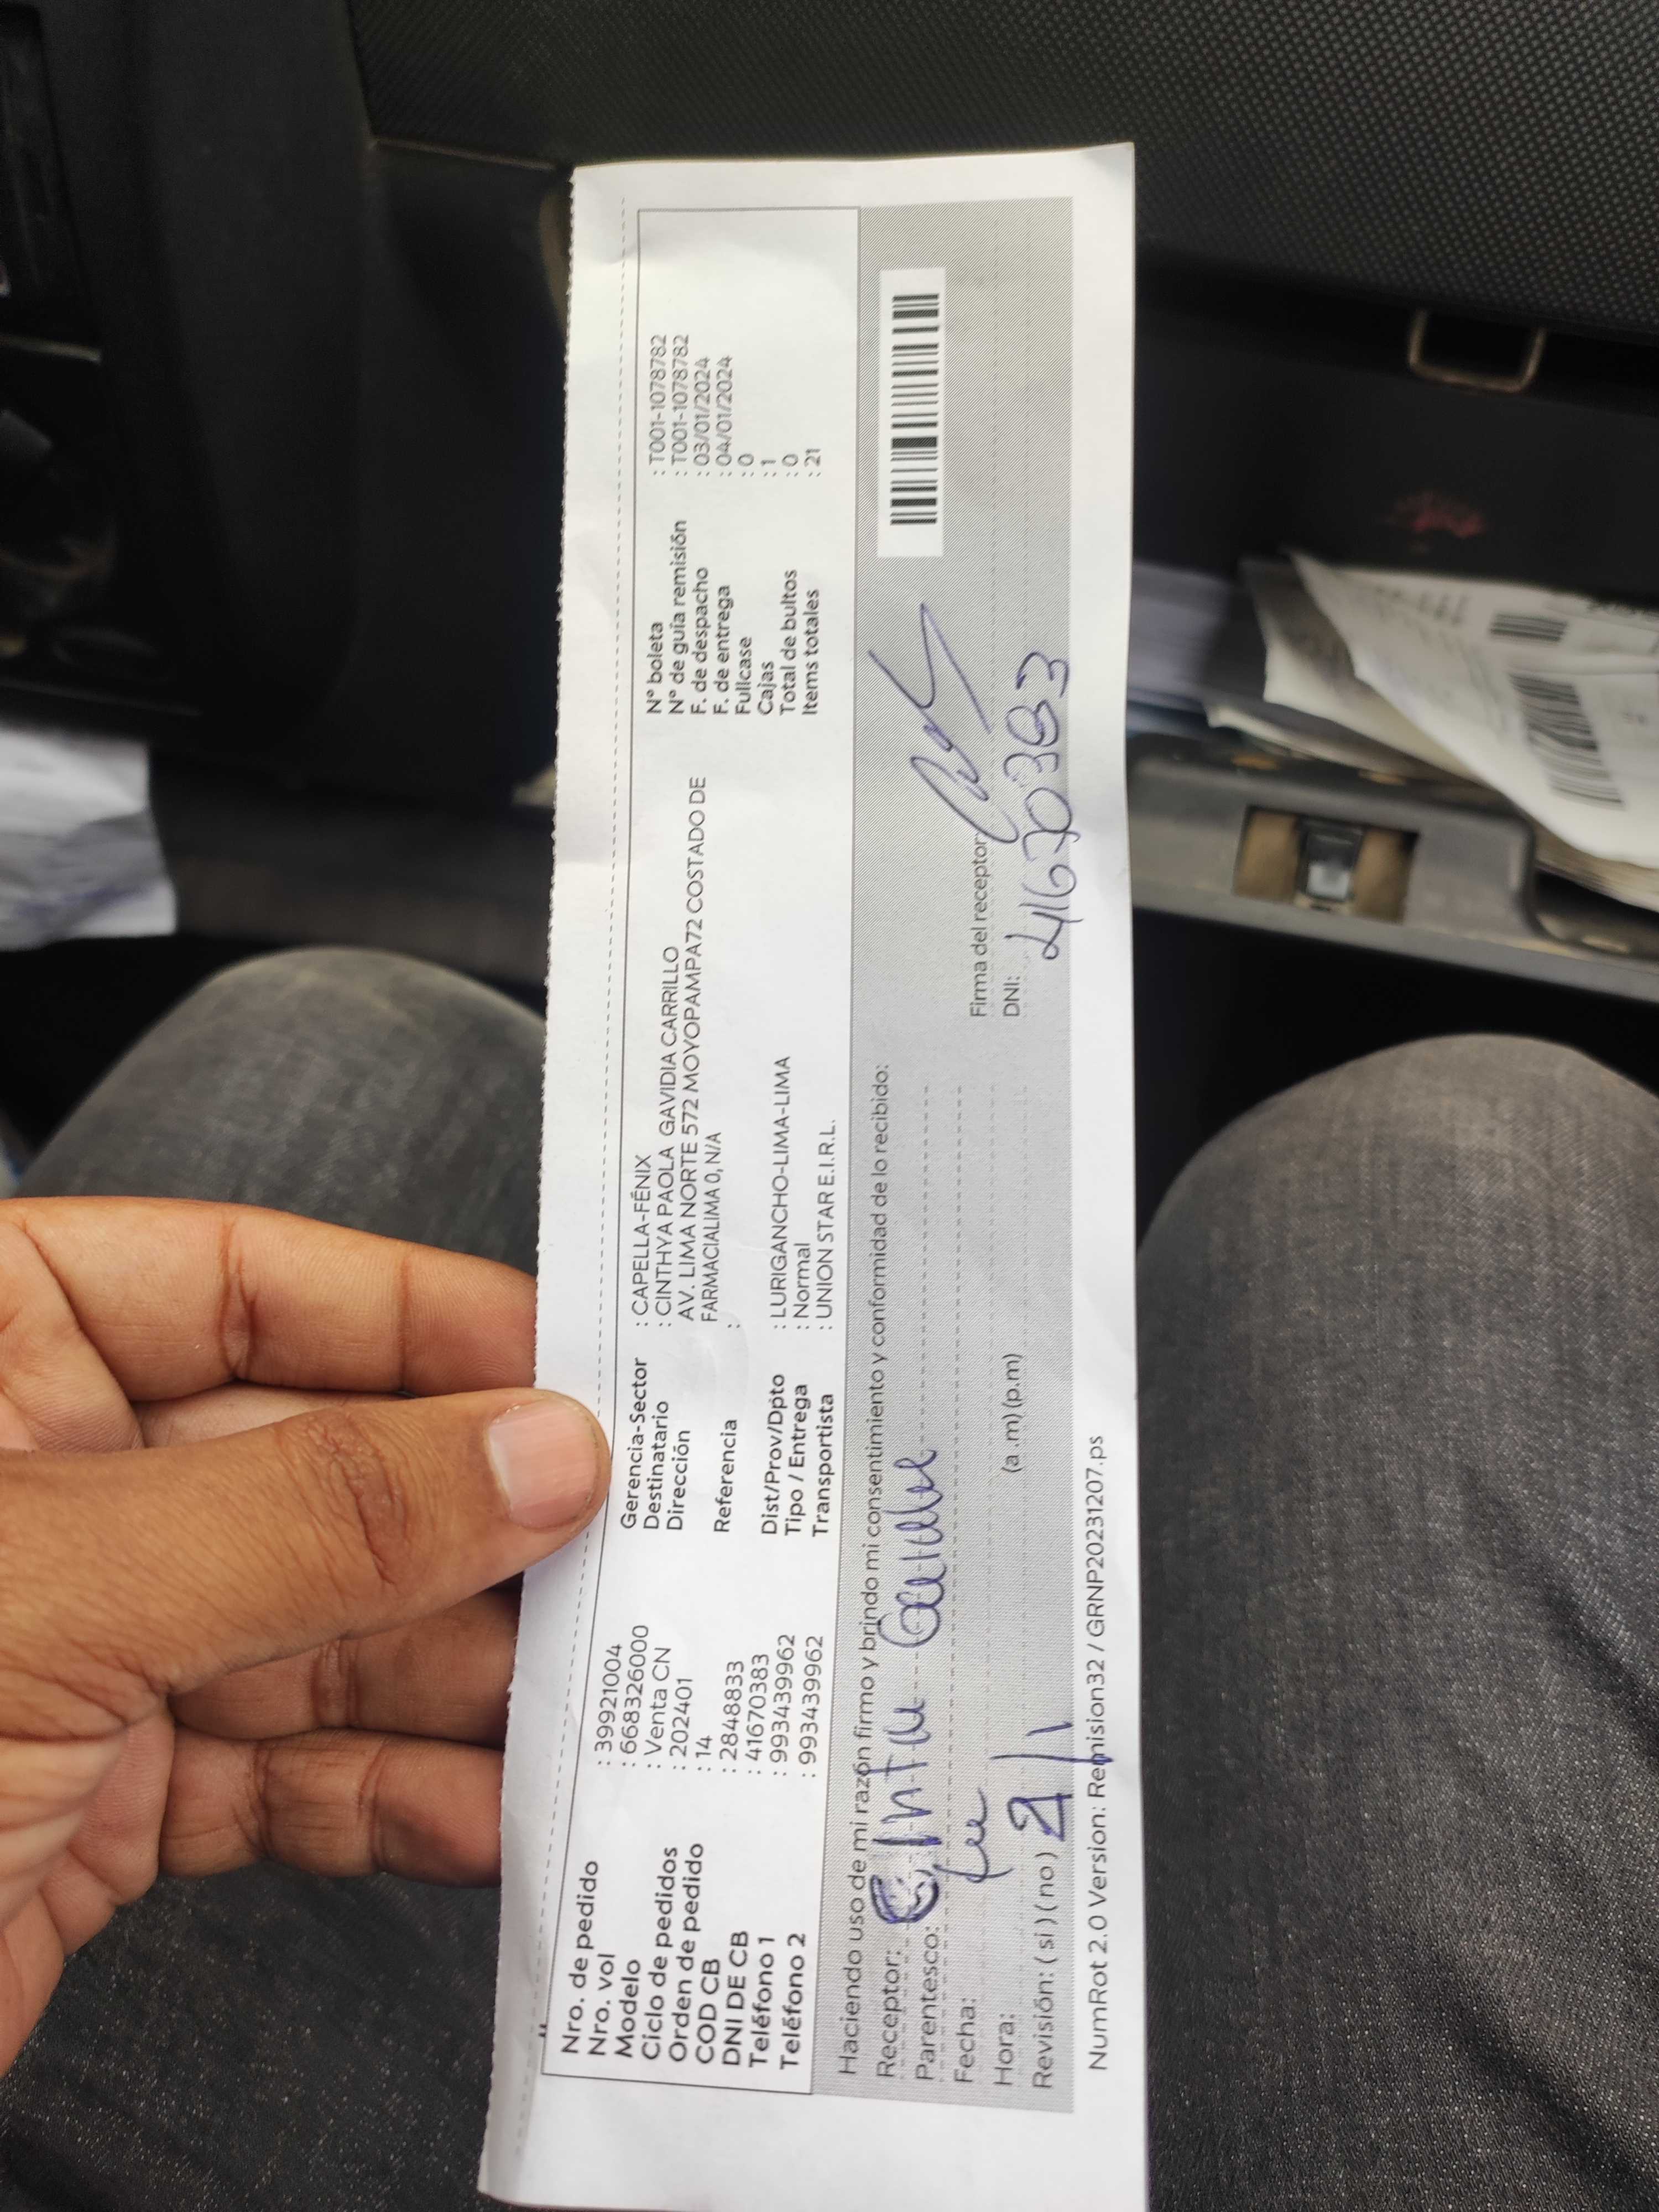 Nro. de pedido : 39921004
Nro. vol : 668326000
Modelo : Venta CN
Ciclo de pedidos : 202401
Orden de pedido : 14
COD CB : 2848833
DNI DE CB : 41670383
Teléfono 1 : 993439962
Teléfono 2 : 993439962
Gerencia-Sector : CAPELLA-FÉNIX
Destinatario : CINTHYA PAOLA GAVIDIA CARRILLO
Dirección AV. LIMA NORTE 572 MOYOPAMPA72 COSTADO DE
FARMACIALIMA 0, N/A
Referencia :
Dist/Prov/Dpto : LURIGANCHO-LIMA-LIMA
Tipo / Entrega : Normal
Transportista : UNION STAR E.I.R.L.
N° boleta : T001-1078782
N° de guía remisión : T001-1078782
F. de despacho : 03/01/2024
F. de entrega : 04/01/2024
Fullcase : 0
Cajas : 1
Total de bultos : 0
Items totales : 21
Haciendo uso de mi razón firmo y brindo mi consentimiento y conformidad de lo recibido:
Receptor:
Parentesco:
Fecha:
Hora: (a.m) (p.m)
Revisión: ( si ) ( no )
Firma del receptor
DNI: 41670383
NumRot 2.0 Version: Remision32 / GRNP20231207.ps